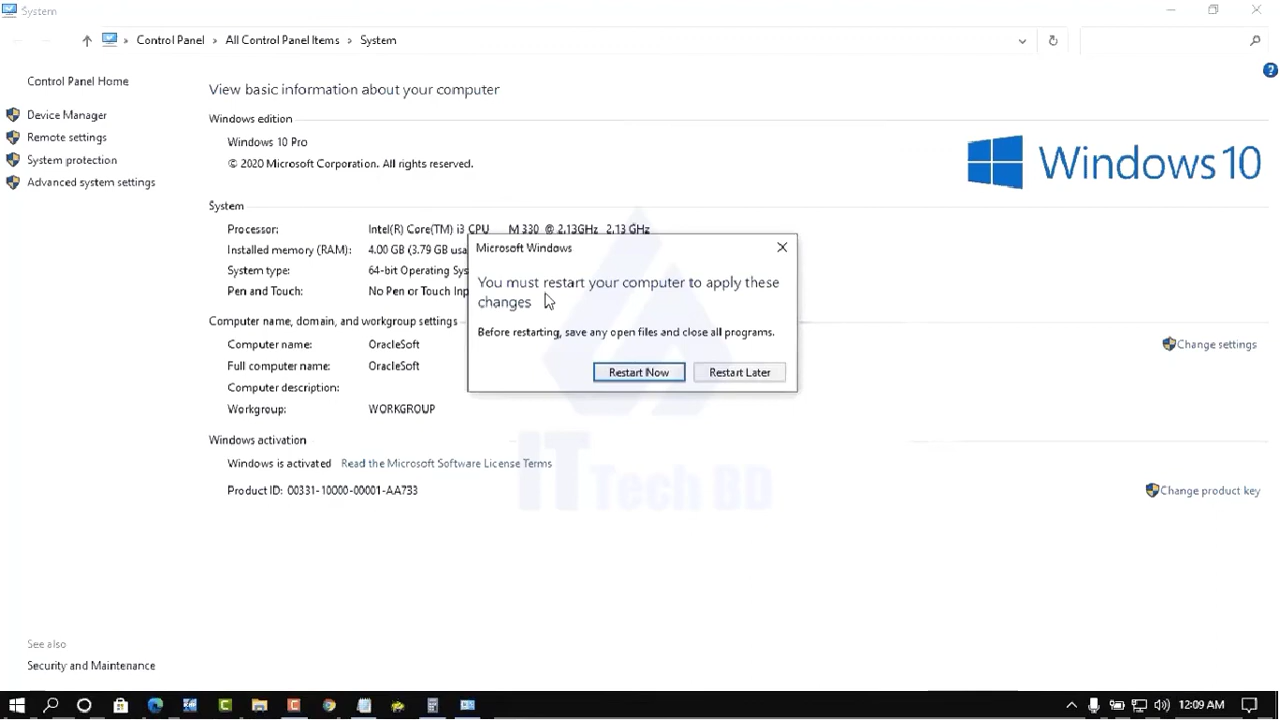 System
Control Panel > All Control Panel Items > System
Control Panel Home
Device Manager
Remote settings
System protection
Advanced system settings
View basic information about your computer
Windows edition
Windows 10 Pro
© 2020 Microsoft Corporation. All rights reserved.
Windows 10
System
Processor: Intel(R) Core(TM) i3 CPU M 330 @ 2.13GHz 2.13 GHz
Installed memory (RAM): 4.00 GB (3.79 GB usa
System type: 64-bit Operating Sys
Pen and Touch: No Pen or Touch Inp
Computer name, domain, and workgroup settings
Computer name: OracleSoft
Change settings
Full computer name: OracleSoft
Computer description:
Workgroup: WORKGROUP
Windows activation
Windows is activated Read the Microsoft Software License Terms
Product ID: 00331-10000-00001-AA733
Change product key
Microsoft Windows
You must restart your computer to apply these
changes
Before restarting, save any open files and close all programs.
Restart Now Restart Later
IT Tech BD
See also
Security and Maintenance
12:09 AM